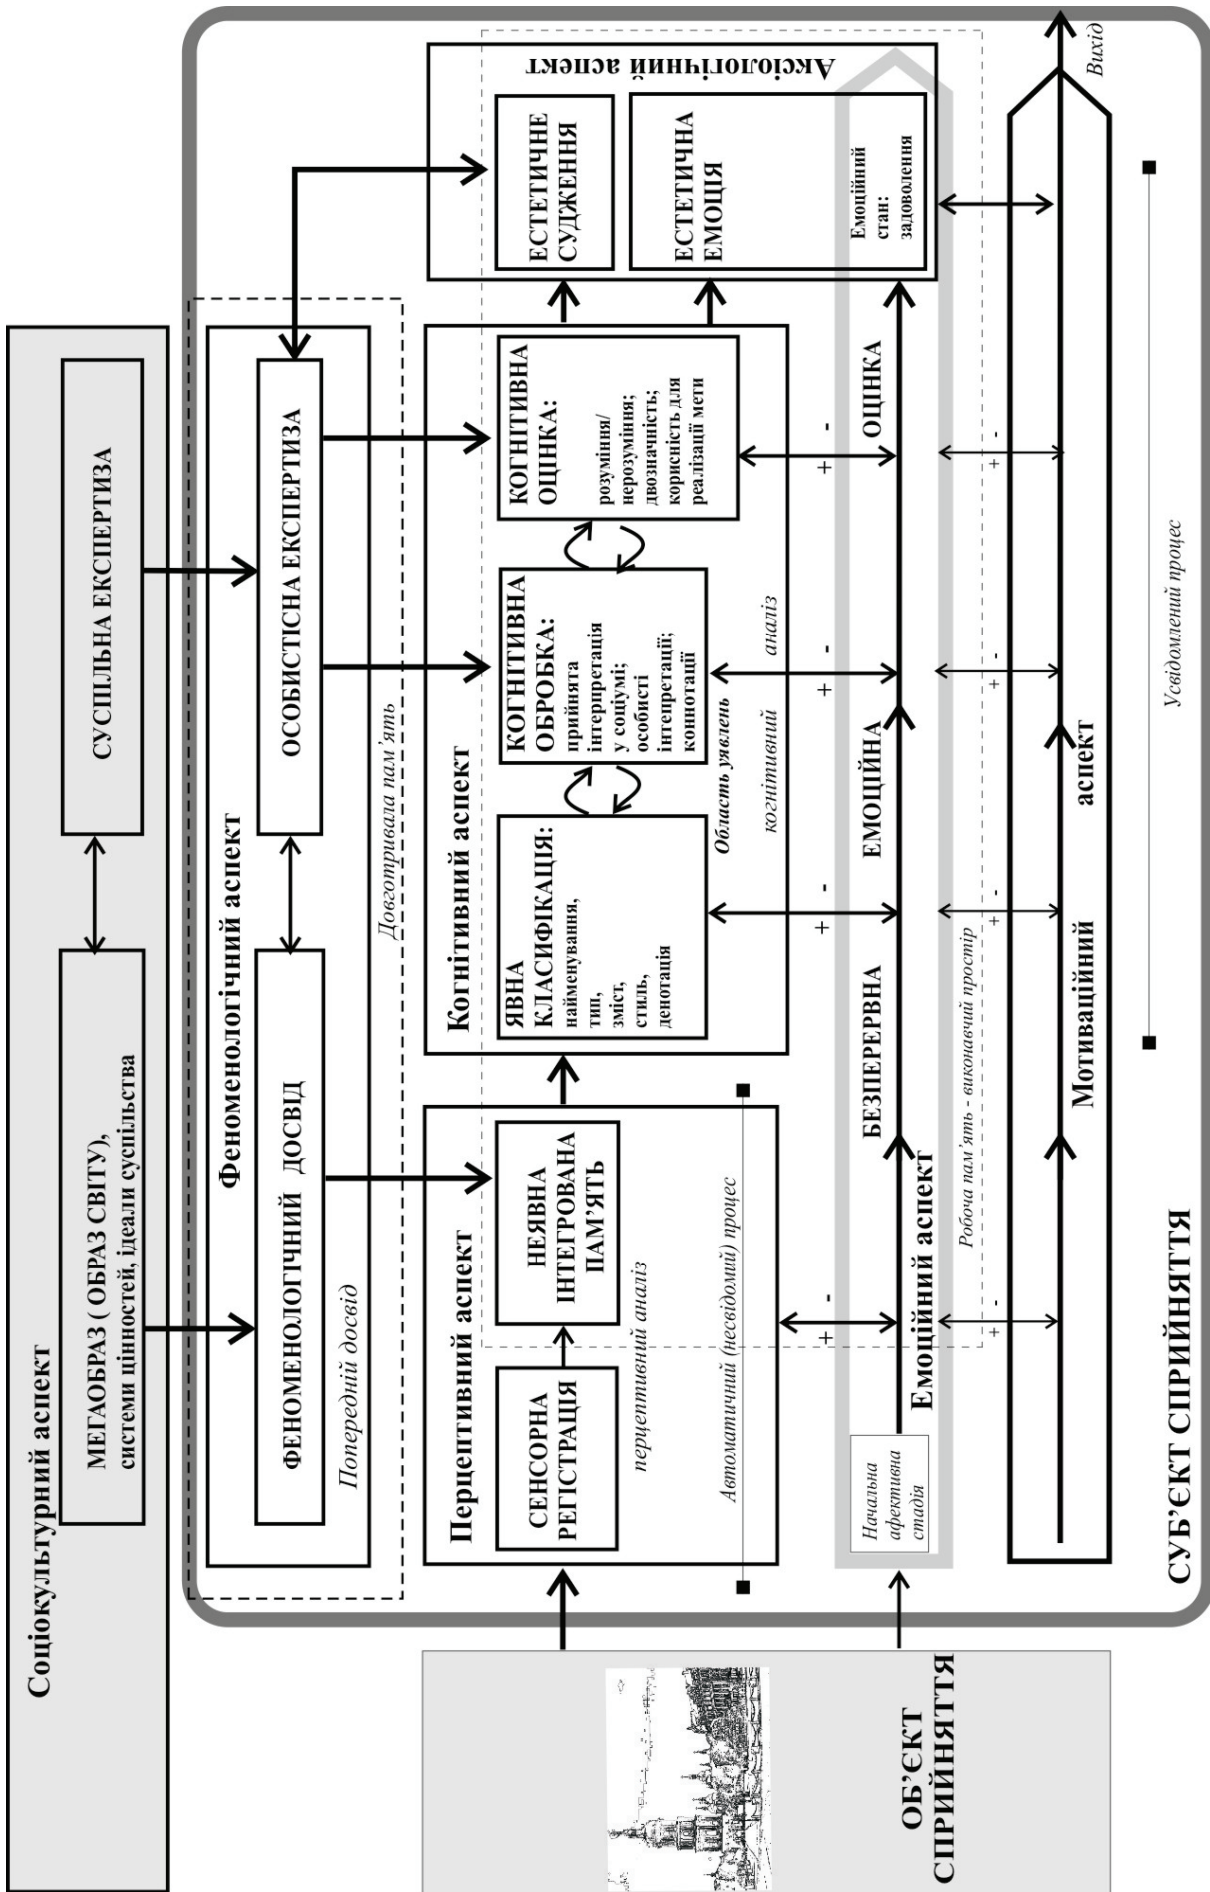 Соціокультурний аспект
МЕГАОБРАЗ ( ОБРАЗ СВІТУ),
системи цінностей, ідеали суспільства
СУСПІЛЬНА ЕКСПЕРТИЗА
Феноменологічний аспект
ФЕНОМЕНОЛОГІЧНИЙ ДОСВІД
ОСОБИСТІСНА ЕКСПЕРТИЗА
Попередній досвід
Довготривала пам’ять
Перцептивний аспект
СЕНСОРНА
РЕГІСТРАЦІЯ
НЕЯВНА
ІНТЕГРОВАНА
ПАМ’ЯТЬ
перцептивний аналіз
Автоматичний (несвідомий) процес
Когнітивний аспект
ЯВНА
КЛАСИФІКАЦІЯ:
найменування,
тип,
зміст,
стиль,
денотація
КОГНІТИВНА
ОБРОБКА:
прийнята
інтерпретація
у соціумі;
особисті
інтепретації;
коннотації
КОГНІТИВНА
ОЦІНКА:
розуміння/
нерозуміння;
двозначність;
корисність для
реалізації мети
Область уявлень
когнітивний аналіз
Аксіологічний аспект
ЕСТЕТИЧНЕ
СУДЖЕННЯ
ЕСТЕТИЧНА
ЕМОЦІЯ
Емоційний
стан:
задоволення
+ -
+ -
+ -
+ -
БЕЗПЕРЕРВНА ЕМОЦІЙНА ОЦІНКА
Начальна
афективна
стадія
Емоційний аспект
Робоча пам’ять - виконавчий простір
+ -
+ -
+ -
+ -
Мотиваційний аспект
Вихід
Усвідомлений процес
СУБ’ЄКТ СПРИЙНЯТТЯ
ОБ’ЄКТ
СПРИЙНЯТТЯ